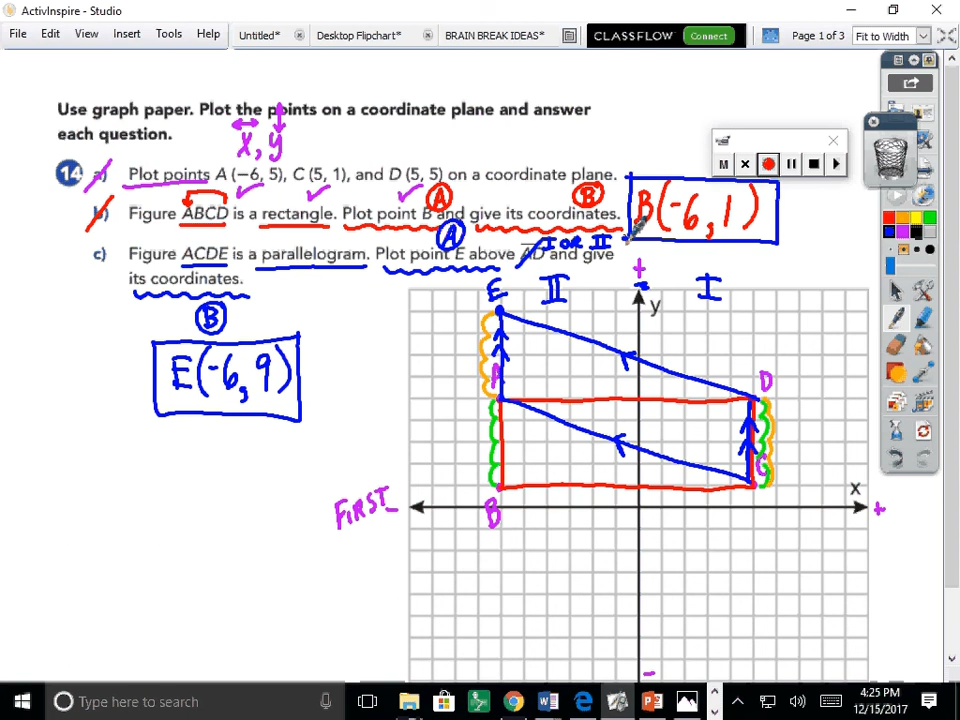 ActivInspire - Studio
File Edit View Insert Tools Help Untitled* Desktop Flipchart* BRAIN BREAK IDEAS* CLASSFLOW Connect Page 1 of 3 Fit to Width
Use graph paper. Plot the points on a coordinate plane and answer
each question.
x, y
14 a) Plot points A (−6, 5), C (5, 1), and D (5, 5) on a coordinate plane.
A B B(-6,1)
b) Figure ABCD is a rectangle. Plot point B and give its coordinates.
A I OR II
c) Figure ACDE is a parallelogram. Plot point E above AD and give
its coordinates.
B
E(-6,9)
+
E II I
y
A D
C
x
FIRST +
B
-
M
Type here to search
4:25 PM
12/15/2017